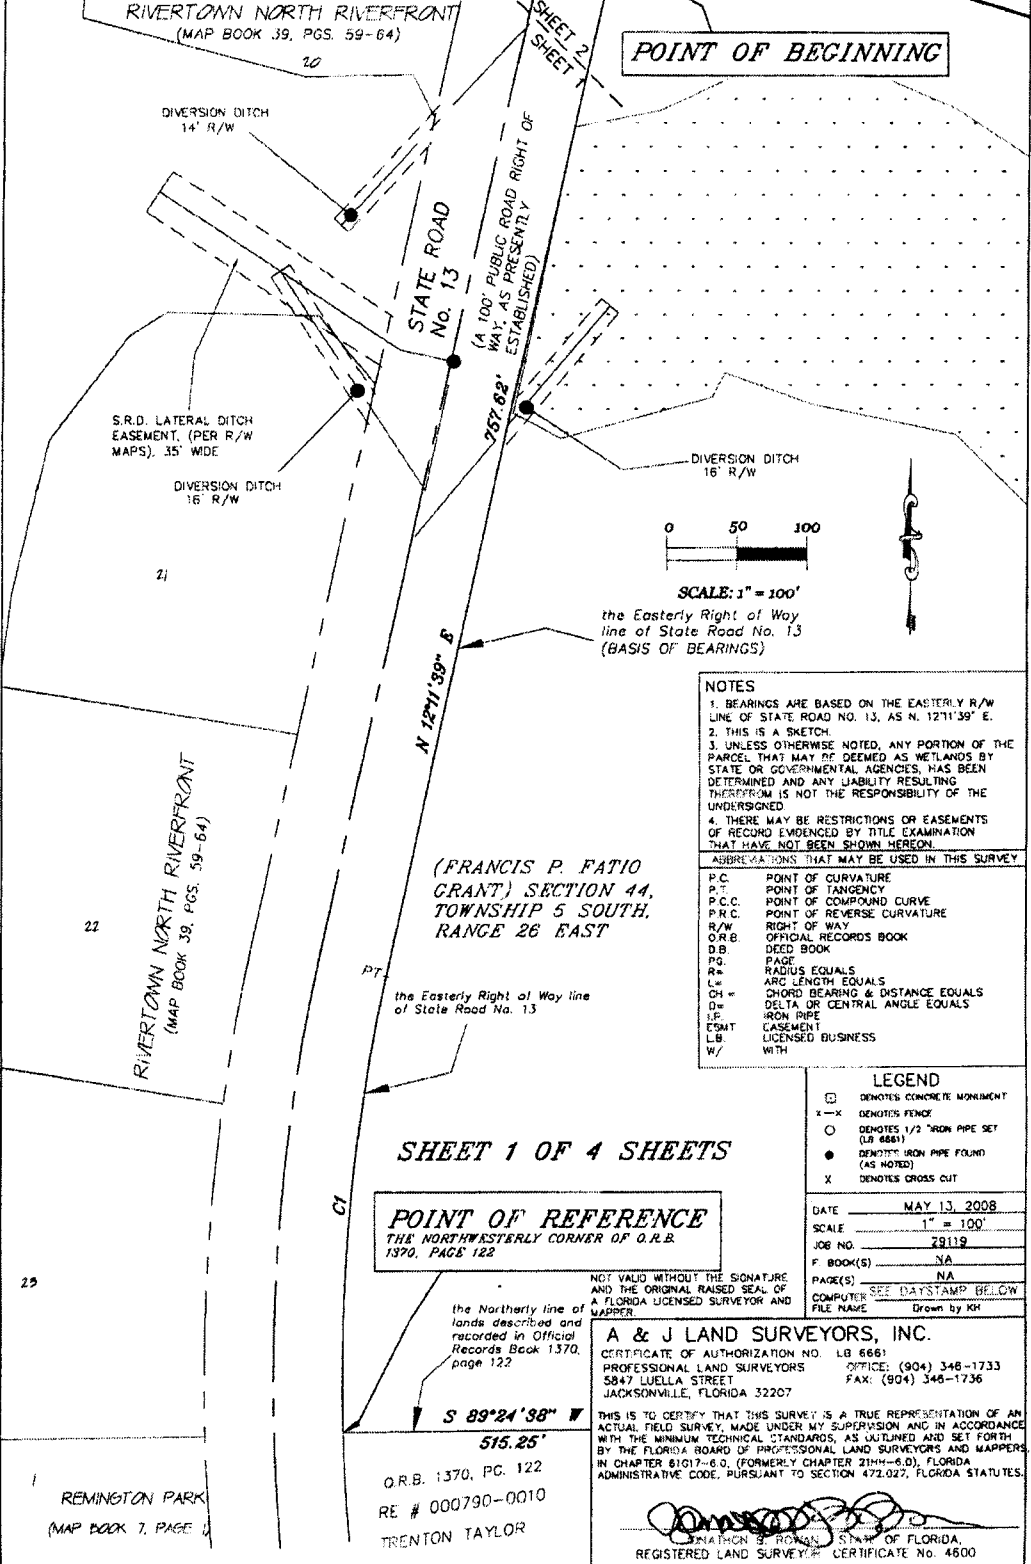 RIVERTOWN NORTH RIVERFRONT
(MAP BOOK 39, PGS. 59-64)
20
SHEET 2
SHEET 1
POINT OF BEGINNING
DIVERSION DITCH
14' R/W
STATE ROAD
No. 13
(A 100' PUBLIC ROAD RIGHT OF
WAY, AS PRESENTLY
ESTABLISHED)
757.62'
S.R.D. LATERAL DITCH
EASEMENT, (PER R/W
MAPS), 35' WIDE
DIVERSION DITCH
16' R/W
DIVERSION DITCH
16' R/W
0 50 100
SCALE: 1" = 100'
21
the Easterly Right of Way
line of State Road No. 13
(BASIS OF BEARINGS)
N 12°11'39" E
NOTES
1. BEARINGS ARE BASED ON THE EASTERLY R/W
LINE OF STATE ROAD NO. 13, AS N. 12°11'39" E.
2. THIS IS A SKETCH.
3. UNLESS OTHERWISE NOTED, ANY PORTION OF THE
PARCEL THAT MAY BE DEEMED AS WETLANDS BY
STATE OR GOVERNMENTAL AGENCIES, HAS BEEN
DETERMINED AND ANY LIABILITY RESULTING
THEREFROM IS NOT THE RESPONSIBILITY OF THE
UNDERSIGNED.
4. THERE MAY BE RESTRICTIONS OR EASEMENTS
OF RECORD EVIDENCED BY TITLE EXAMINATION
THAT HAVE NOT BEEN SHOWN HEREON.
ABBREVIATIONS THAT MAY BE USED IN THIS SURVEY
P.C. POINT OF CURVATURE
P.T. POINT OF TANGENCY
P.C.C. POINT OF COMPOUND CURVE
P.R.C. POINT OF REVERSE CURVATURE
R/W RIGHT OF WAY
O.R.B. OFFICIAL RECORDS BOOK
D.B. DEED BOOK
PG. PAGE
R= RADIUS EQUALS
L= ARC LENGTH EQUALS
CH = CHORD BEARING & DISTANCE EQUALS
D= DELTA OR CENTRAL ANGLE EQUALS
I.P. IRON PIPE
ESMT EASEMENT
L.B. LICENSED BUSINESS
W/ WITH
RIVERTOWN NORTH RIVERFRONT
(MAP BOOK 39, PGS. 59-64)
22
(FRANCIS P. FATIO
GRANT) SECTION 44,
TOWNSHIP 5 SOUTH,
RANGE 26 EAST
PT
the Easterly Right of Way line
of State Road No. 13
LEGEND
DENOTES CONCRETE MONUMENT
X—X DENOTES FENCE
DENOTES 1/2 "IRON PIPE SET
(LB 6661)
DENOTES IRON PIPE FOUND
(AS NOTED)
X DENOTES CROSS CUT
SHEET 1 OF 4 SHEETS
C1
POINT OF REFERENCE
THE NORTHWESTERLY CORNER OF O.R.B.
1370, PAGE 122
DATE MAY 13, 2008
SCALE 1" = 100'
JOB NO. 29119
F. BOOK(S) NA
PAGE(S) NA
COMPUTER SEE DAYSTAMP BELOW
FILE NAME Drawn by KH
23
NOT VALID WITHOUT THE SIGNATURE
AND THE ORIGINAL RAISED SEAL OF
A FLORIDA LICENSED SURVEYOR AND
MAPPER.
the Northerly line of
lands described and
recorded in Official
Records Book 1370,
page 122
A & J LAND SURVEYORS, INC.
CERTIFICATE OF AUTHORIZATION NO. LB 6661
PROFESSIONAL LAND SURVEYORS OFFICE: (904) 346-1733
5847 LUELLA STREET FAX: (904) 346-1736
JACKSONVILLE, FLORIDA 32207
THIS IS TO CERTIFY THAT THIS SURVEY IS A TRUE REPRESENTATION OF AN
ACTUAL FIELD SURVEY, MADE UNDER MY SUPERVISION AND IN ACCORDANCE
WITH THE MINIMUM TECHNICAL STANDARDS, AS OUTLINED AND SET FORTH
BY THE FLORIDA BOARD OF PROFESSIONAL LAND SURVEYORS AND MAPPERS,
IN CHAPTER 61G17-6.0, (FORMERLY CHAPTER 21HH-6.0), FLORIDA
ADMINISTRATIVE CODE, PURSUANT TO SECTION 472.027, FLORIDA STATUTES.
S 89°24'38" W
515.25'
O.R.B. 1370, PG. 122
RE # 000790-0010
TRENTON TAYLOR
1
REMINGTON PARK
(MAP BOOK 7, PAGE 1)
JONATHON B. ROWAN, STATE OF FLORIDA,
REGISTERED LAND SURVEYOR CERTIFICATE No. 4600